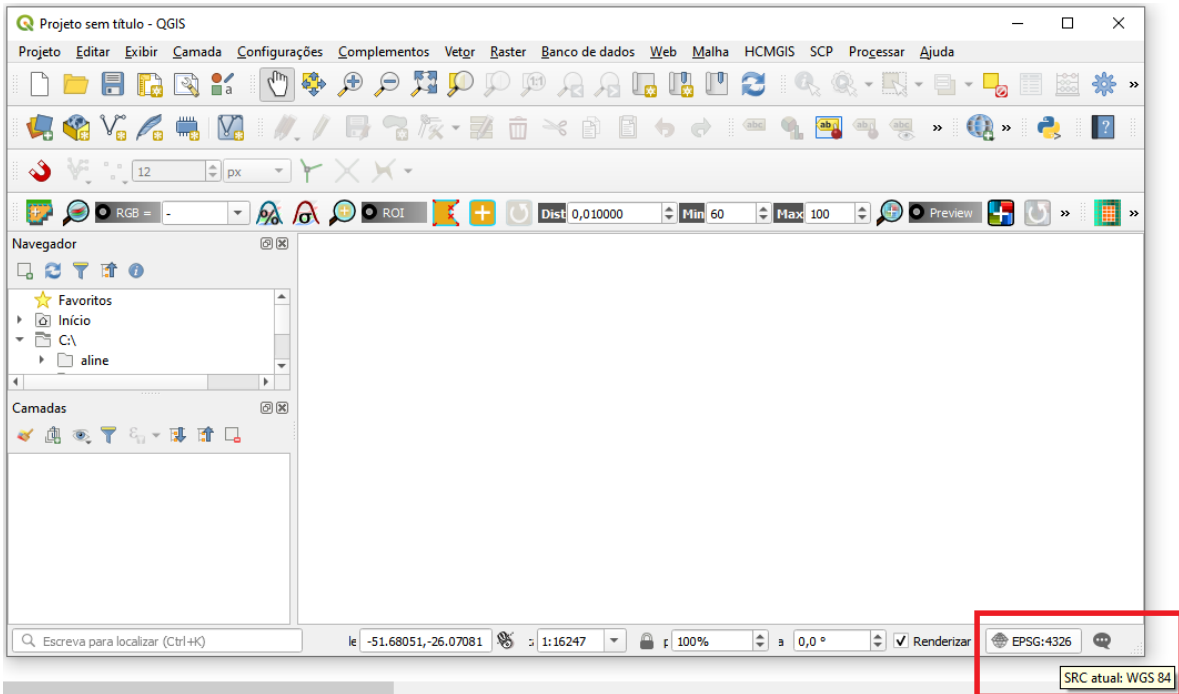 Projeto sem título - QGIS
Projeto Editar Exibir Camada Configurações Complementos Vetor Raster Banco de dados Web Malha HCMGIS SCP Processar Ajuda
12 px
RGB = - ROI Dist 0,010000 Min 60 Max 100 Preview
Navegador
Favoritos
Início
C:\
aline
Camadas
Escreva para localizar (Ctrl+K) le -51.68051,-26.07081 1:16247 100% a 0,0 ° Renderizar EPSG:4326
SRC atual: WGS 84